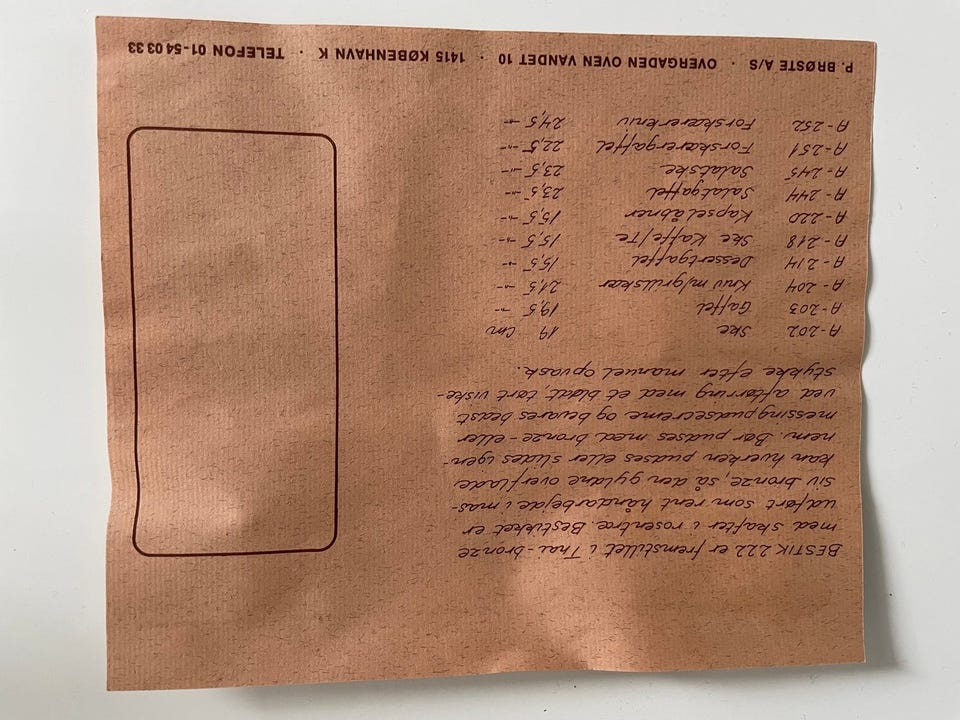 BESTIK 222 er fremstillet i Thai-bronze
med skafter i rosentræ. Bestikket er
udført som rent håndarbejde i mas-
siv bronze, så den gyldne overflade
kan hverken pudses eller slides igen-
nem. Bør pudses med bronze- eller
messingpudsecreme og bevares bedst
ved aftørring med et blødt, tørt viske-
stykke efter manuel opvask.
A-202 Ske 19 cm
A-203 Gaffel 19,5 -"-
A-204 Kniv m/grillskær 21,5 -"-
A-214 Dessertgaffel 15,5 -"-
A-218 Ske Kaffe/Te 15,5 -"-
A-220 Kapselåbner 15,5 -"-
A-244 Salatgaffel 23,5 -"-
A-245 Salatske 23,5 -"-
A-251 Forskærergaffel 22,5 -"-
A-252 Forskærerkniv 24,5 -"-
P. BRØSTE A/S · OVERGADEN OVEN VANDET 10 · 1415 KØBENHAVN K · TELEFON 01-54 03 33